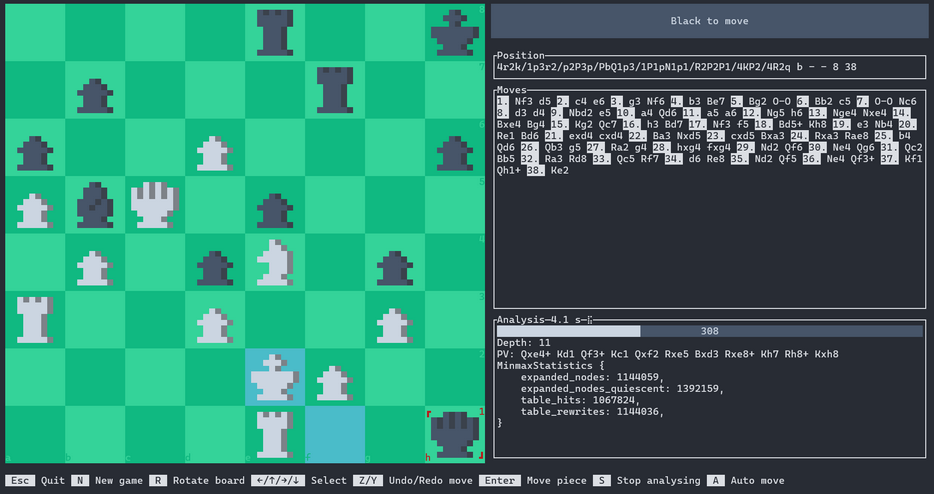 Black to move
Position
4r2k/1p3r2/p2P3p/PbQ1p3/1P1pN1p1/R2P2P1/4KP2/4R2q b - - 8 38
Moves
1. Nf3 d5 2. c4 e6 3. g3 Nf6 4. b3 Be7 5. Bg2 O-O 6. Bb2 c5 7. O-O Nc6
8. d3 d4 9. Nbd2 e5 10. a4 Qd6 11. a5 a6 12. Ng5 h6 13. Nge4 Nxe4 14.
Bxe4 Bg4 15. Kg2 Qc7 16. h3 Bd7 17. Nf3 f5 18. Bd5+ Kh8 19. e3 Nb4 20.
Re1 Bd6 21. exd4 cxd4 22. Ba3 Nxd5 23. cxd5 Bxa3 24. Rxa3 Rae8 25. b4
Qd6 26. Qb3 g5 27. Ra2 g4 28. hxg4 fxg4 29. Nd2 Qf6 30. Ne4 Qg6 31. Qc2
Bb5 32. Ra3 Rd8 33. Qc5 Rf7 34. d6 Re8 35. Nd2 Qf5 36. Ne4 Qf3+ 37. Kf1
Qh1+ 38. Ke2
Analysis—4.1 s
308
Depth: 11
PV: Qxe4+ Kd1 Qf3+ Kc1 Qxf2 Rxe5 Bxd3 Rxe8+ Kh7 Rh8+ Kxh8
MinmaxStatistics {
expanded_nodes: 1144059,
expanded_nodes_quiescent: 1392159,
table_hits: 1067824,
table_rewrites: 1144036,
}
8
7
6
5
4
3
2
1
a b c d e f g h
Esc Quit N New game R Rotate board ←/↑/→/↓ Select Z/Y Undo/Redo move Enter Move piece S Stop analysing A Auto move